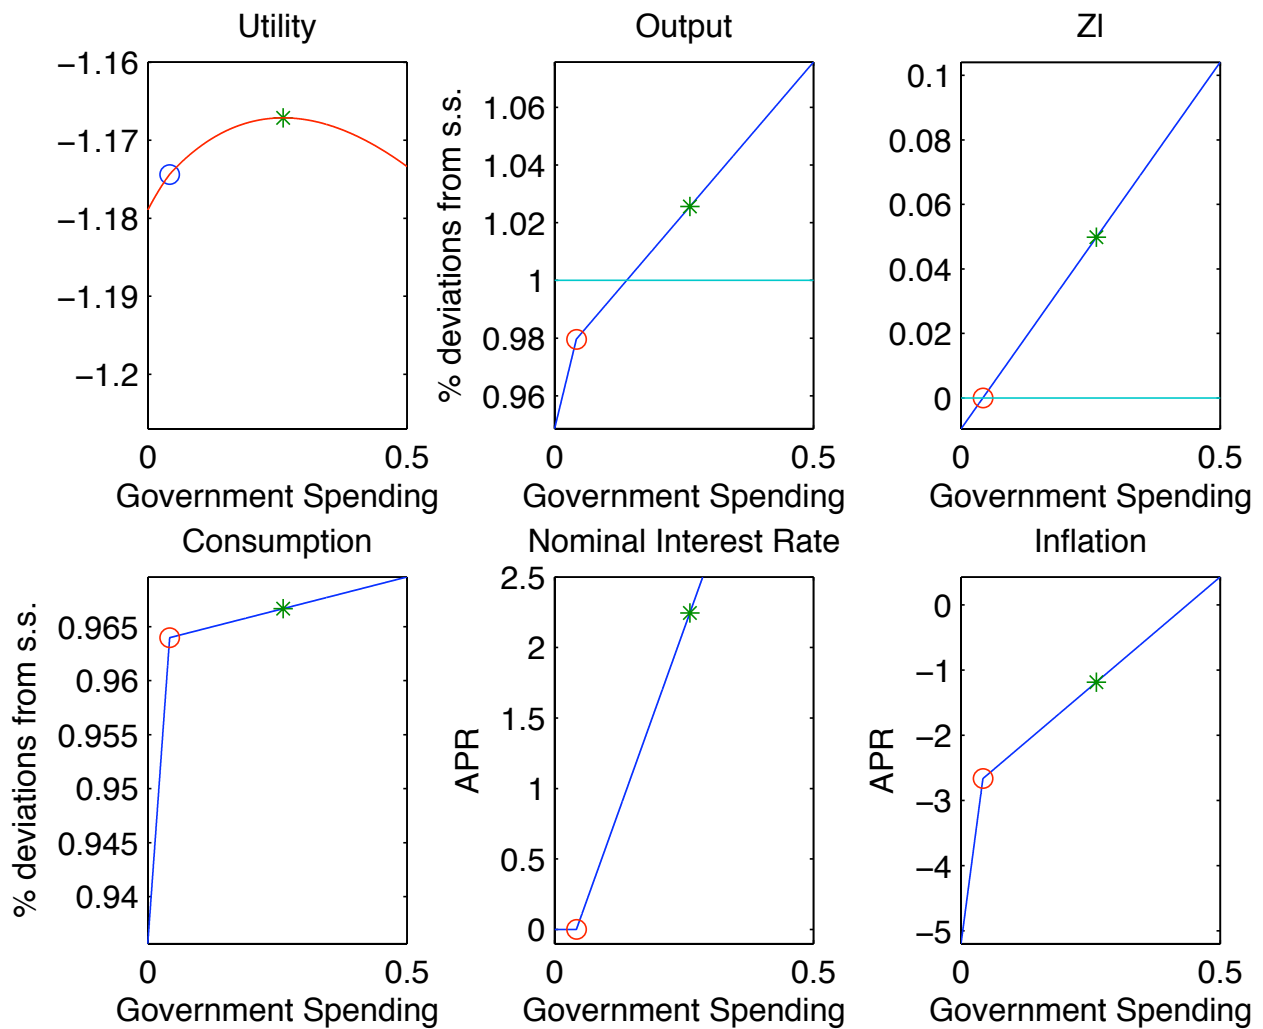 Utility
−1.16
−1.17
−1.18
−1.19
−1.2
0
0.5
Government Spending
Output
% deviations from s.s.
1.06
1.04
1.02
1
0.98
0.96
0
0.5
Government Spending
ZI
0.1
0.08
0.06
0.04
0.02
0
0
0.5
Government Spending
Consumption
% deviations from s.s.
0.965
0.96
0.955
0.95
0.945
0.94
0
0.5
Government Spending
Nominal Interest Rate
APR
2.5
2
1.5
1
0.5
0
0
0.5
Government Spending
Inflation
APR
0
−1
−2
−3
−4
−5
0
0.5
Government Spending